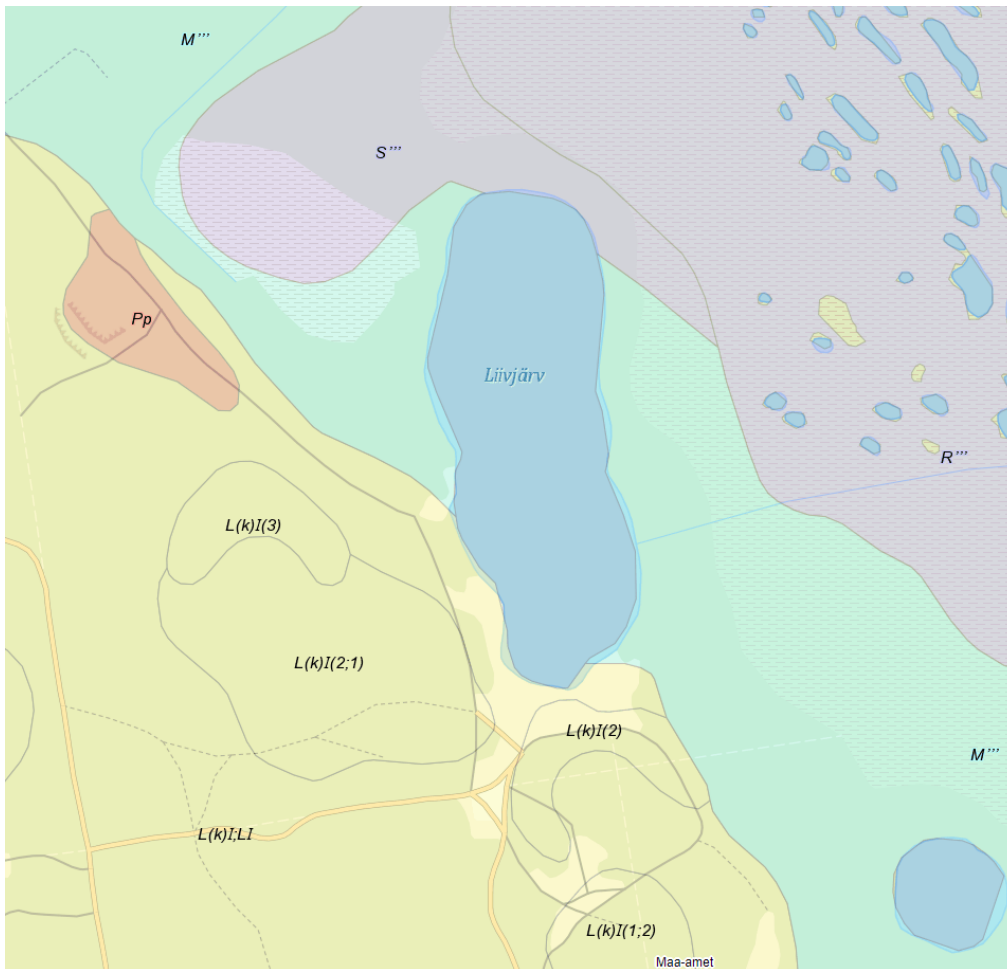 M'''
S'''
Pp
Liivjärv
R'''
L(k)I(3)
L(k)I(2;1)
L(k)I(2)
M'''
L(k)I;LI
L(k)I(1;2)
Maa-amet